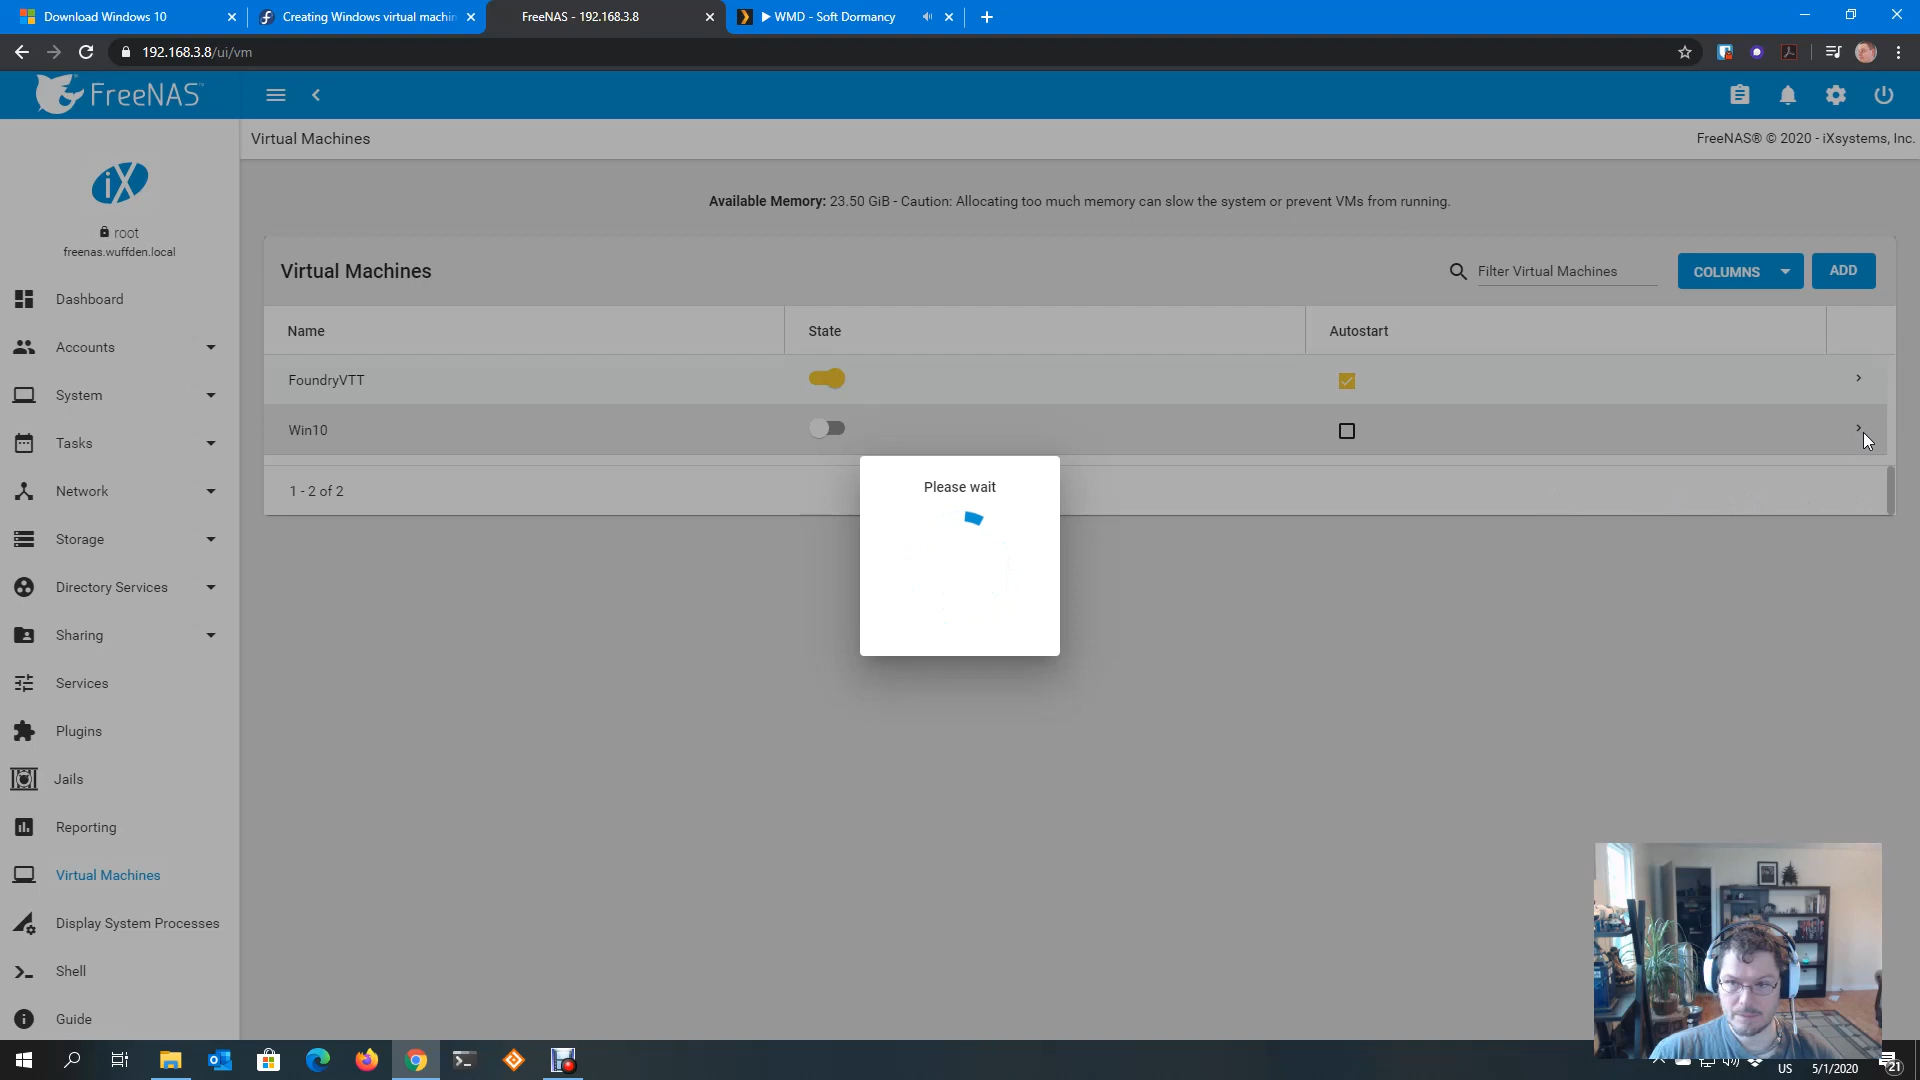 Download Windows 10
Creating Windows virtual machin
FreeNAS - 192.168.3.8
WMD - Soft Dormancy
192.168.3.8/ui/vm
FreeNAS
Virtual Machines
FreeNAS® © 2020 - iXsystems, Inc.
iX
root
freenas.wuffden.local
Available Memory: 23.50 GiB - Caution: Allocating too much memory can slow the system or prevent VMs from running.
Virtual Machines
Filter Virtual Machines
COLUMNS
ADD
Name
State
Autostart
FoundryVTT
Win10
1 - 2 of 2
Please wait
Dashboard
Accounts
System
Tasks
Network
Storage
Directory Services
Sharing
Services
Plugins
Jails
Reporting
Virtual Machines
Display System Processes
Shell
Guide
US
5/1/2020
21